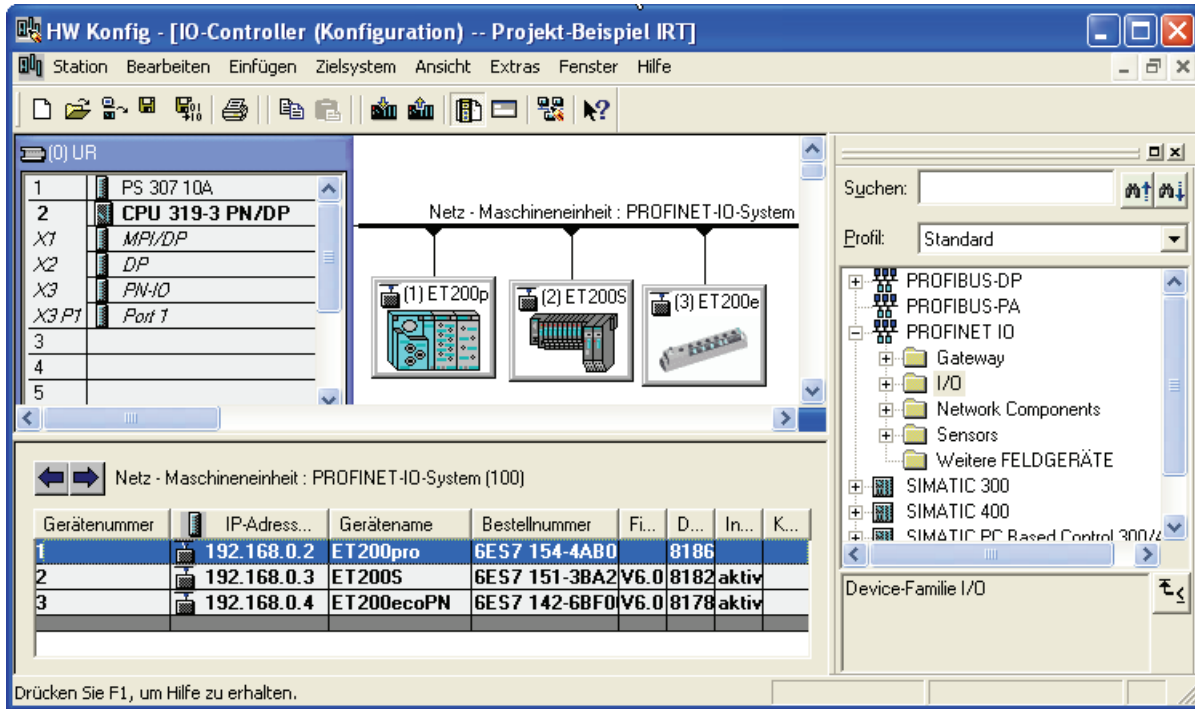 HW Konfig - [IO-Controller (Konfiguration) -- Projekt-Beispiel IRT]
Station Bearbeiten Einfügen Zielsystem Ansicht Extras Fenster Hilfe
(0) UR
1 PS 307 10A
2 CPU 319-3 PN/DP
X1 MPI/DP
X2 DP
X3 PN-IO
X3 P1 Port 1
3
4
5
Netz - Maschineneinheit : PROFINET-IO-System
(1) ET200p
(2) ET200S
(3) ET200e
Netz - Maschineneinheit : PROFINET-IO-System (100)
Gerätenummer IP-Adress... Gerätename Bestellnummer Fi... D... In... K...
1 192.168.0.2 ET200pro 6ES7 154-4AB0 8186
2 192.168.0.3 ET200S 6ES7 151-3BA2 V6.0 8182 aktiv
3 192.168.0.4 ET200ecoPN 6ES7 142-6BF0 V6.0 8178 aktiv
Suchen:
Profil: Standard
PROFIBUS-DP
PROFIBUS-PA
PROFINET IO
Gateway
I/O
Network Components
Sensors
Weitere FELDGERÄTE
SIMATIC 300
SIMATIC 400
SIMATIC PC Based Control 300/4
Device-Familie I/O
Drücken Sie F1, um Hilfe zu erhalten.